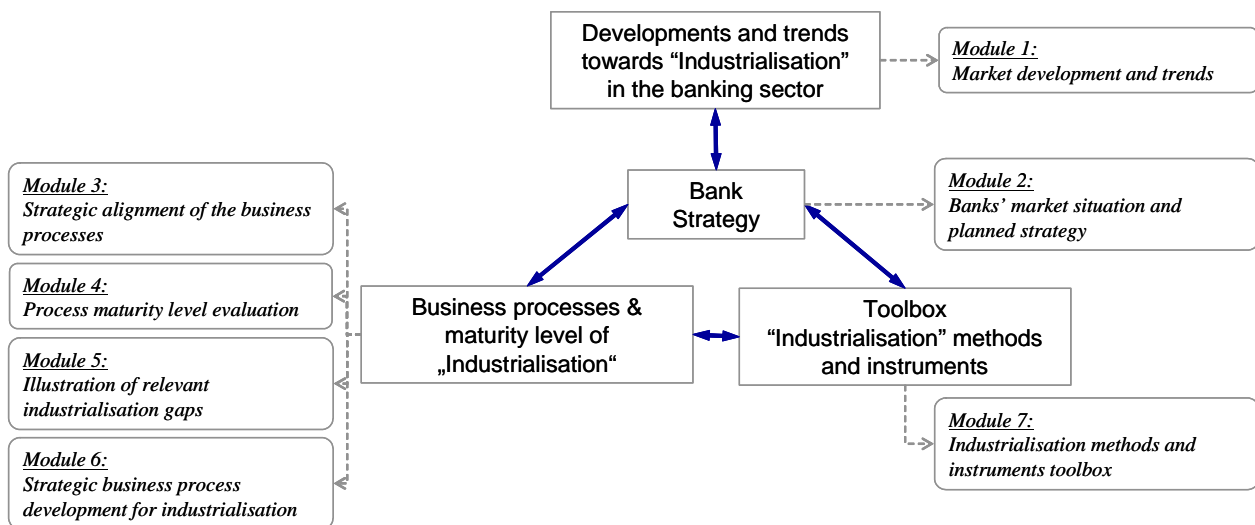 Developments and trends
towards “Industrialisation”
in the banking sector
Module 1:
Market development and trends
Bank
Strategy
Module 2:
Banks’ market situation and
planned strategy
Module 3:
Strategic alignment of the business
processes
Module 4:
Process maturity level evaluation
Module 5:
Illustration of relevant
industrialisation gaps
Module 6:
Strategic business process
development for industrialisation
Business processes &
maturity level of
„Industrialisation“
Toolbox
“Industrialisation” methods
and instruments
Module 7:
Industrialisation methods and
instruments toolbox